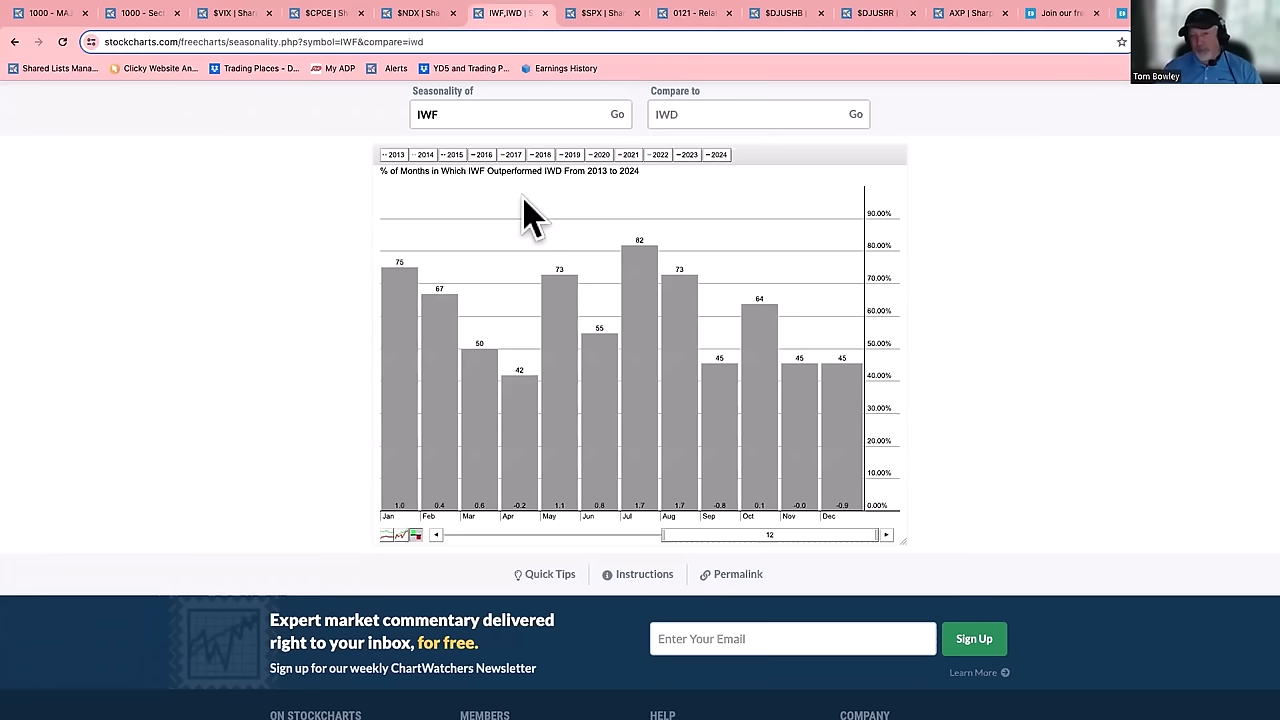 1000 - MA
1000 - Sect
$VIX | Shar
$CPCE | Sh
$NDX | Sha
IWF,IWD | S
$SPX | Shar
0121 - Rela
$DJUSHB
$DJUSRR
AXP | Sharp
Join our fre
stockcharts.com/freecharts/seasonality.php?symbol=IWF&compare=iwd
Shared Lists Mana...
Clicky Website An...
Trading Places - D...
ADP
My ADP
Alerts
YD5 and Trading P...
Earnings History
Tom Bowley
Seasonality of
Compare to
IWF
Go
IWD
Go
2013
2014
2015
2016
2017
2018
2019
2020
2021
2022
2023
2024
% of Months in Which IWF Outperformed IWD From 2013 to 2024
90.00%
80.00%
70.00%
60.00%
50.00%
40.00%
30.00%
20.00%
10.00%
0.00%
75
67
50
42
73
55
82
73
45
64
45
45
1.0
0.4
0.6
-0.2
1.1
0.8
1.7
1.7
-0.8
0.1
-0.0
-0.9
Jan
Feb
Mar
Apr
May
Jun
Jul
Aug
Sep
Oct
Nov
Dec
12
Quick Tips
Instructions
Permalink
Expert market commentary delivered
right to your inbox, for free.
Sign up for our weekly ChartWatchers Newsletter
Enter Your Email
Sign Up
Learn More
ON STOCKCHARTS
MEMBERS
HELP
COMPANY